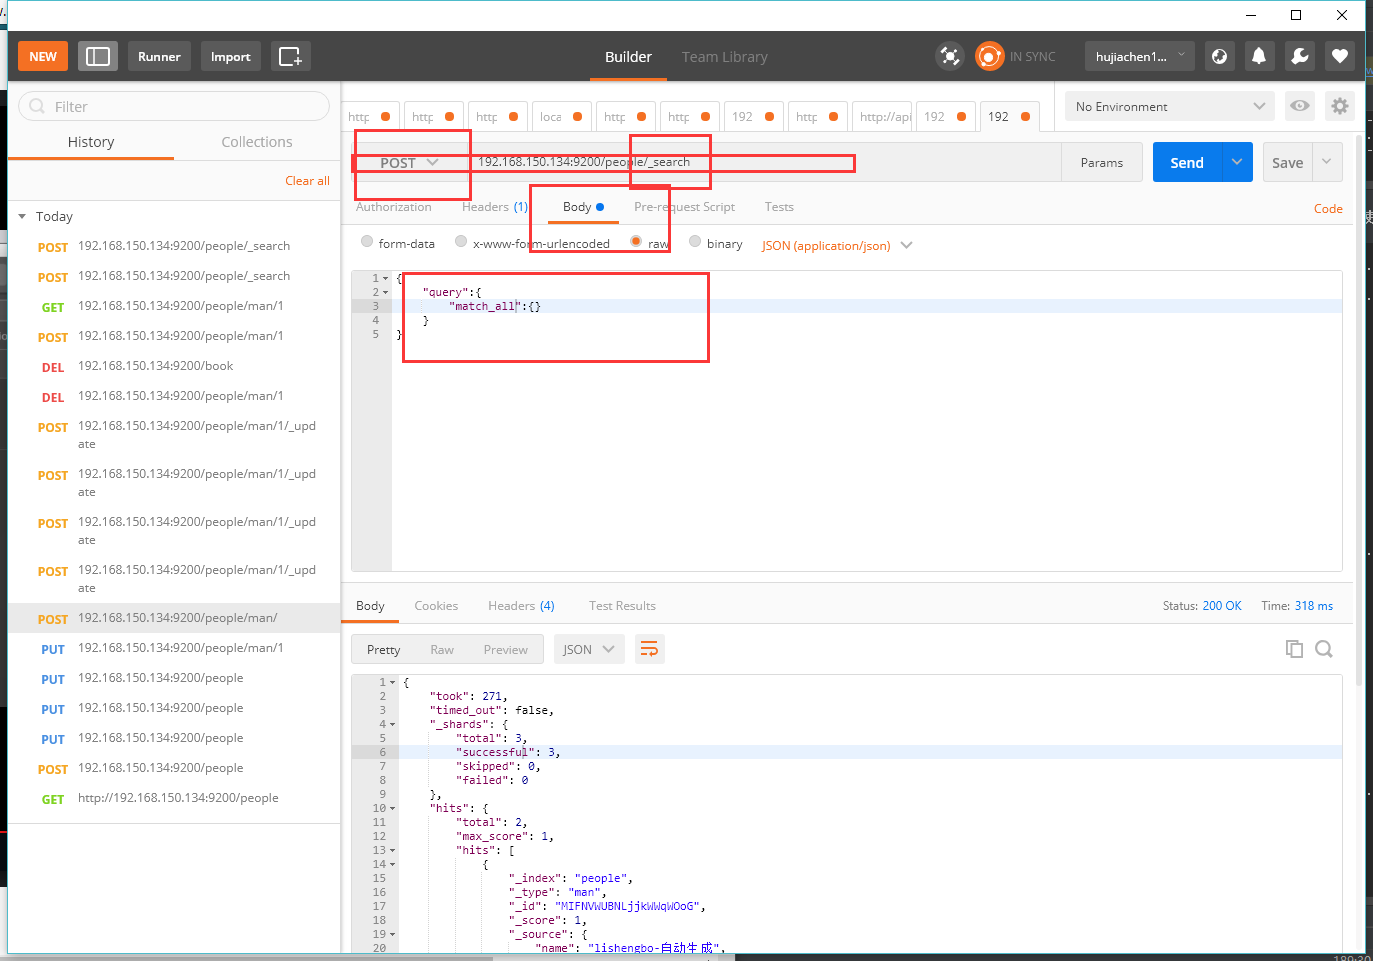 NEW
Runner
Import
Builder
Team Library
IN SYNC
hujiachen1...
Filter
History
Collections
Clear all
Today
POST 192.168.150.134:9200/people/_search
POST 192.168.150.134:9200/people/_search
GET 192.168.150.134:9200/people/man/1
POST 192.168.150.134:9200/people/man/1
DEL 192.168.150.134:9200/book
DEL 192.168.150.134:9200/people/man/1
POST 192.168.150.134:9200/people/man/1/_upd
ate
POST 192.168.150.134:9200/people/man/1/_upd
ate
POST 192.168.150.134:9200/people/man/1/_upd
ate
POST 192.168.150.134:9200/people/man/1/_upd
ate
POST 192.168.150.134:9200/people/man/
PUT 192.168.150.134:9200/people/man/1
PUT 192.168.150.134:9200/people
PUT 192.168.150.134:9200/people
PUT 192.168.150.134:9200/people
POST 192.168.150.134:9200/people
GET http://192.168.150.134:9200/people
http
http
http
loca
http
http
192
http
http://api
192
192
No Environment
POST
192.168.150.134:9200/people/_search
Params
Send
Save
Authorization
Headers (1)
Body
Pre-request Script
Tests
Code
form-data
x-www-form-urlencoded
raw
binary
JSON (application/json)
1 {
2 "query":{
3 "match_all":{}
4 }
5 }
Body
Cookies
Headers (4)
Test Results
Status: 200 OK
Time: 318 ms
Pretty
Raw
Preview
JSON
1 {
2 "took": 271,
3 "timed_out": false,
4 "_shards": {
5 "total": 3,
6 "successful": 3,
7 "skipped": 0,
8 "failed": 0
9 },
10 "hits": {
11 "total": 2,
12 "max_score": 1,
13 "hits": [
14 {
15 "_index": "people",
16 "_type": "man",
17 "_id": "MIFNVWUBNLjjkWWqWOoG",
18 "_score": 1,
19 "_source": {
20 "name": "lishengbo-自动生成",